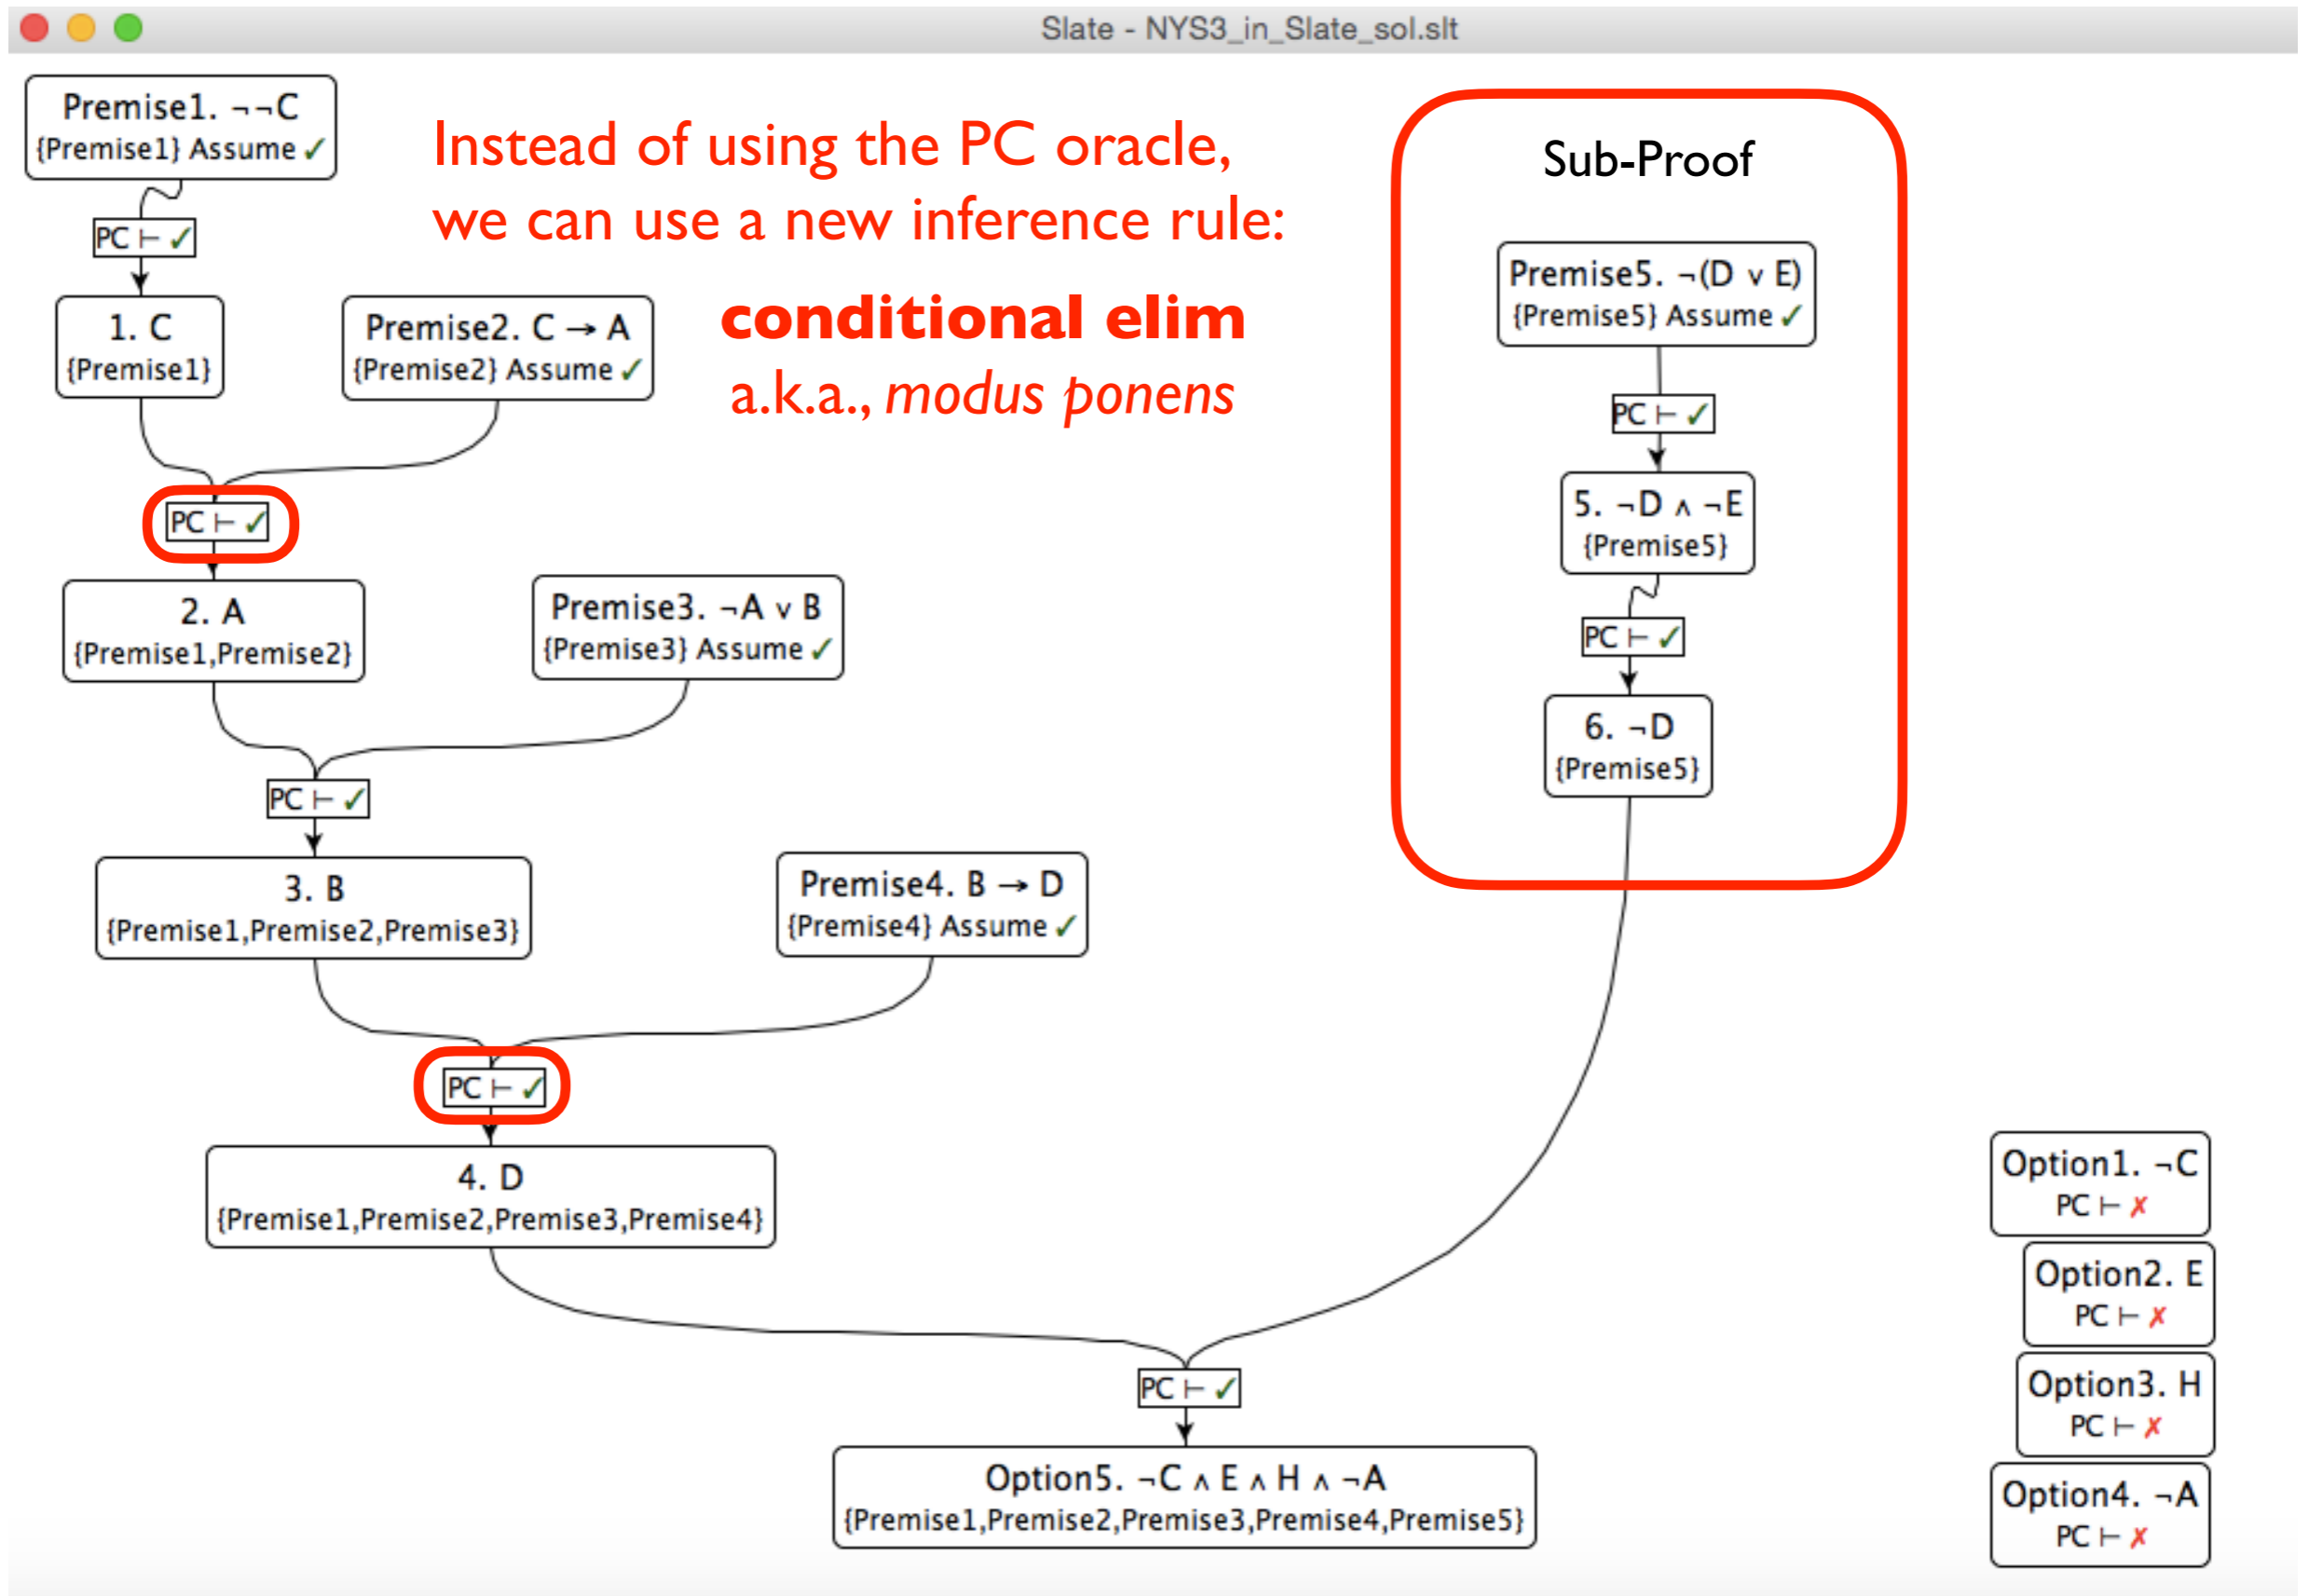 Slate - NYS3_in_Slate_sol.slt
Premise1. ¬¬C
{Premise1} Assume ✓
PC ⊢ ✓
1. C
{Premise1}
Premise2. C → A
{Premise2} Assume ✓
PC ⊢ ✓
2. A
{Premise1,Premise2}
Premise3. ¬A ∨ B
{Premise3} Assume ✓
PC ⊢ ✓
3. B
{Premise1,Premise2,Premise3}
Premise4. B → D
{Premise4} Assume ✓
PC ⊢ ✓
4. D
{Premise1,Premise2,Premise3,Premise4}
Instead of using the PC oracle,
we can use a new inference rule:
conditional elim
a.k.a., modus ponens
Sub-Proof
Premise5. ¬(D ∨ E)
{Premise5} Assume ✓
PC ⊢ ✓
5. ¬D ∧ ¬E
{Premise5}
PC ⊢ ✓
6. ¬D
{Premise5}
PC ⊢ ✓
Option5. ¬C ∧ E ∧ H ∧ ¬A
{Premise1,Premise2,Premise3,Premise4,Premise5}
Option1. ¬C
PC ⊢ ✗
Option2. E
PC ⊢ ✗
Option3. H
PC ⊢ ✗
Option4. ¬A
PC ⊢ ✗